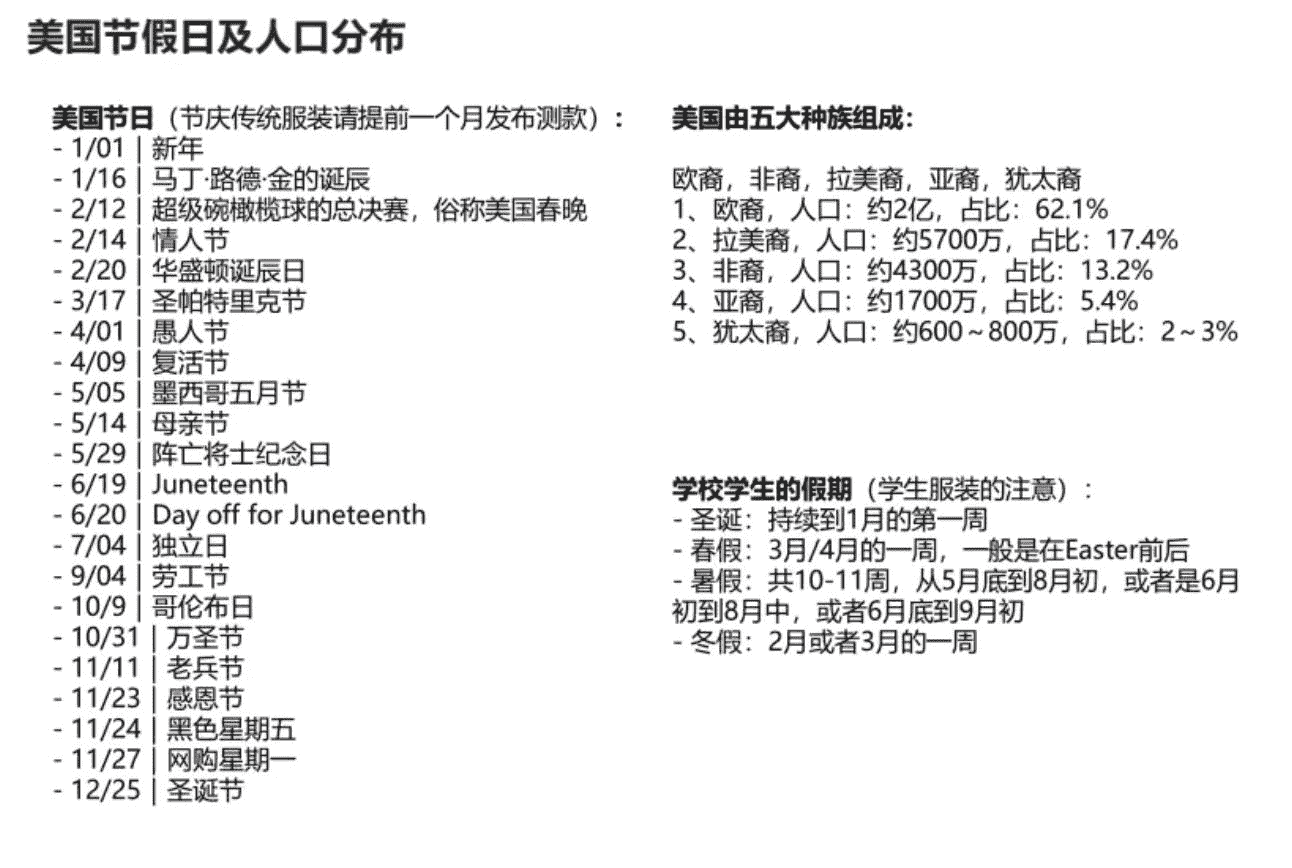 美国节假日及人口分布
美国节日（节庆传统服装请提前一个月发布测款）：
- 1/01 | 新年
- 1/16 | 马丁·路德·金的诞辰
- 2/12 | 超级碗橄榄球的总决赛，俗称美国春晚
- 2/14 | 情人节
- 2/20 | 华盛顿诞辰日
- 3/17 | 圣帕特里克节
- 4/01 | 愚人节
- 4/09 | 复活节
- 5/05 | 墨西哥五月节
- 5/14 | 母亲节
- 5/29 | 阵亡将士纪念日
- 6/19 | Juneteenth
- 6/20 | Day off for Juneteenth
- 7/04 | 独立日
- 9/04 | 劳工节
- 10/9 | 哥伦布日
- 10/31 | 万圣节
- 11/11 | 老兵节
- 11/23 | 感恩节
- 11/24 | 黑色星期五
- 11/27 | 网购星期一
- 12/25 | 圣诞节
美国由五大种族组成：
欧裔，非裔，拉美裔，亚裔，犹太裔
1、欧裔，人口：约2亿，占比：62.1%
2、拉美裔，人口：约5700万，占比：17.4%
3、非裔，人口：约4300万，占比：13.2%
4、亚裔，人口：约1700万，占比：5.4%
5、犹太裔，人口：约600～800万，占比：2～3%
学校学生的假期（学生服装的注意）：
- 圣诞：持续到1月的第一周
- 春假：3月/4月的一周，一般是在Easter前后
- 暑假：共10-11周，从5月底到8月初，或者是6月
初到8月中，或者6月底到9月初
- 冬假：2月或者3月的一周